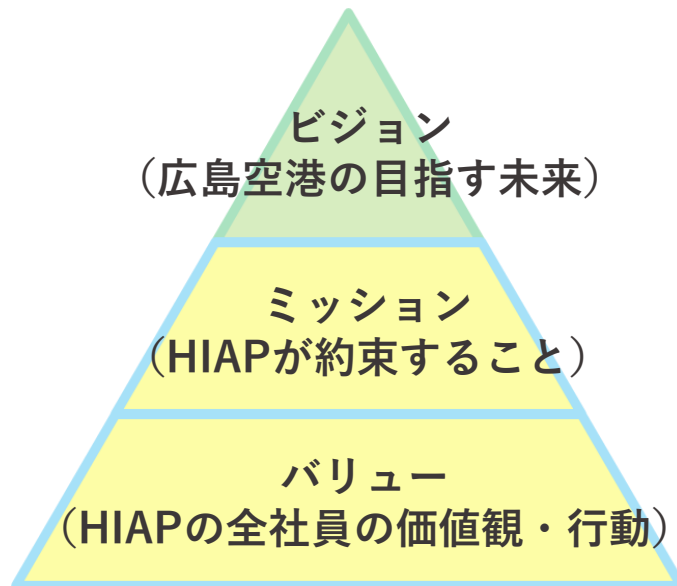 ビジョン
（広島空港の目指す未来）
ミッション
（HIAPが約束すること）
バリュー
（HIAPの全社員の価値観・行動）